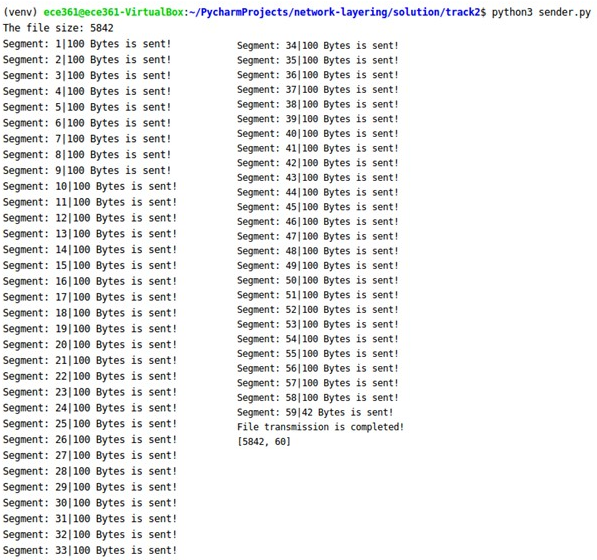 (venv) ece361@ece361-VirtualBox:~/PycharmProjects/network-layering/solution/track2$ python3 sender.py
The file size: 5842
Segment: 1|100 Bytes is sent!
Segment: 2|100 Bytes is sent!
Segment: 3|100 Bytes is sent!
Segment: 4|100 Bytes is sent!
Segment: 5|100 Bytes is sent!
Segment: 6|100 Bytes is sent!
Segment: 7|100 Bytes is sent!
Segment: 8|100 Bytes is sent!
Segment: 9|100 Bytes is sent!
Segment: 10|100 Bytes is sent!
Segment: 11|100 Bytes is sent!
Segment: 12|100 Bytes is sent!
Segment: 13|100 Bytes is sent!
Segment: 14|100 Bytes is sent!
Segment: 15|100 Bytes is sent!
Segment: 16|100 Bytes is sent!
Segment: 17|100 Bytes is sent!
Segment: 18|100 Bytes is sent!
Segment: 19|100 Bytes is sent!
Segment: 20|100 Bytes is sent!
Segment: 21|100 Bytes is sent!
Segment: 22|100 Bytes is sent!
Segment: 23|100 Bytes is sent!
Segment: 24|100 Bytes is sent!
Segment: 25|100 Bytes is sent!
Segment: 26|100 Bytes is sent!
Segment: 27|100 Bytes is sent!
Segment: 28|100 Bytes is sent!
Segment: 29|100 Bytes is sent!
Segment: 30|100 Bytes is sent!
Segment: 31|100 Bytes is sent!
Segment: 32|100 Bytes is sent!
Segment: 33|100 Bytes is sent!
Segment: 34|100 Bytes is sent!
Segment: 35|100 Bytes is sent!
Segment: 36|100 Bytes is sent!
Segment: 37|100 Bytes is sent!
Segment: 38|100 Bytes is sent!
Segment: 39|100 Bytes is sent!
Segment: 40|100 Bytes is sent!
Segment: 41|100 Bytes is sent!
Segment: 42|100 Bytes is sent!
Segment: 43|100 Bytes is sent!
Segment: 44|100 Bytes is sent!
Segment: 45|100 Bytes is sent!
Segment: 46|100 Bytes is sent!
Segment: 47|100 Bytes is sent!
Segment: 48|100 Bytes is sent!
Segment: 49|100 Bytes is sent!
Segment: 50|100 Bytes is sent!
Segment: 51|100 Bytes is sent!
Segment: 52|100 Bytes is sent!
Segment: 53|100 Bytes is sent!
Segment: 54|100 Bytes is sent!
Segment: 55|100 Bytes is sent!
Segment: 56|100 Bytes is sent!
Segment: 57|100 Bytes is sent!
Segment: 58|100 Bytes is sent!
Segment: 59|42 Bytes is sent!
File transmission is completed!
[5842, 60]